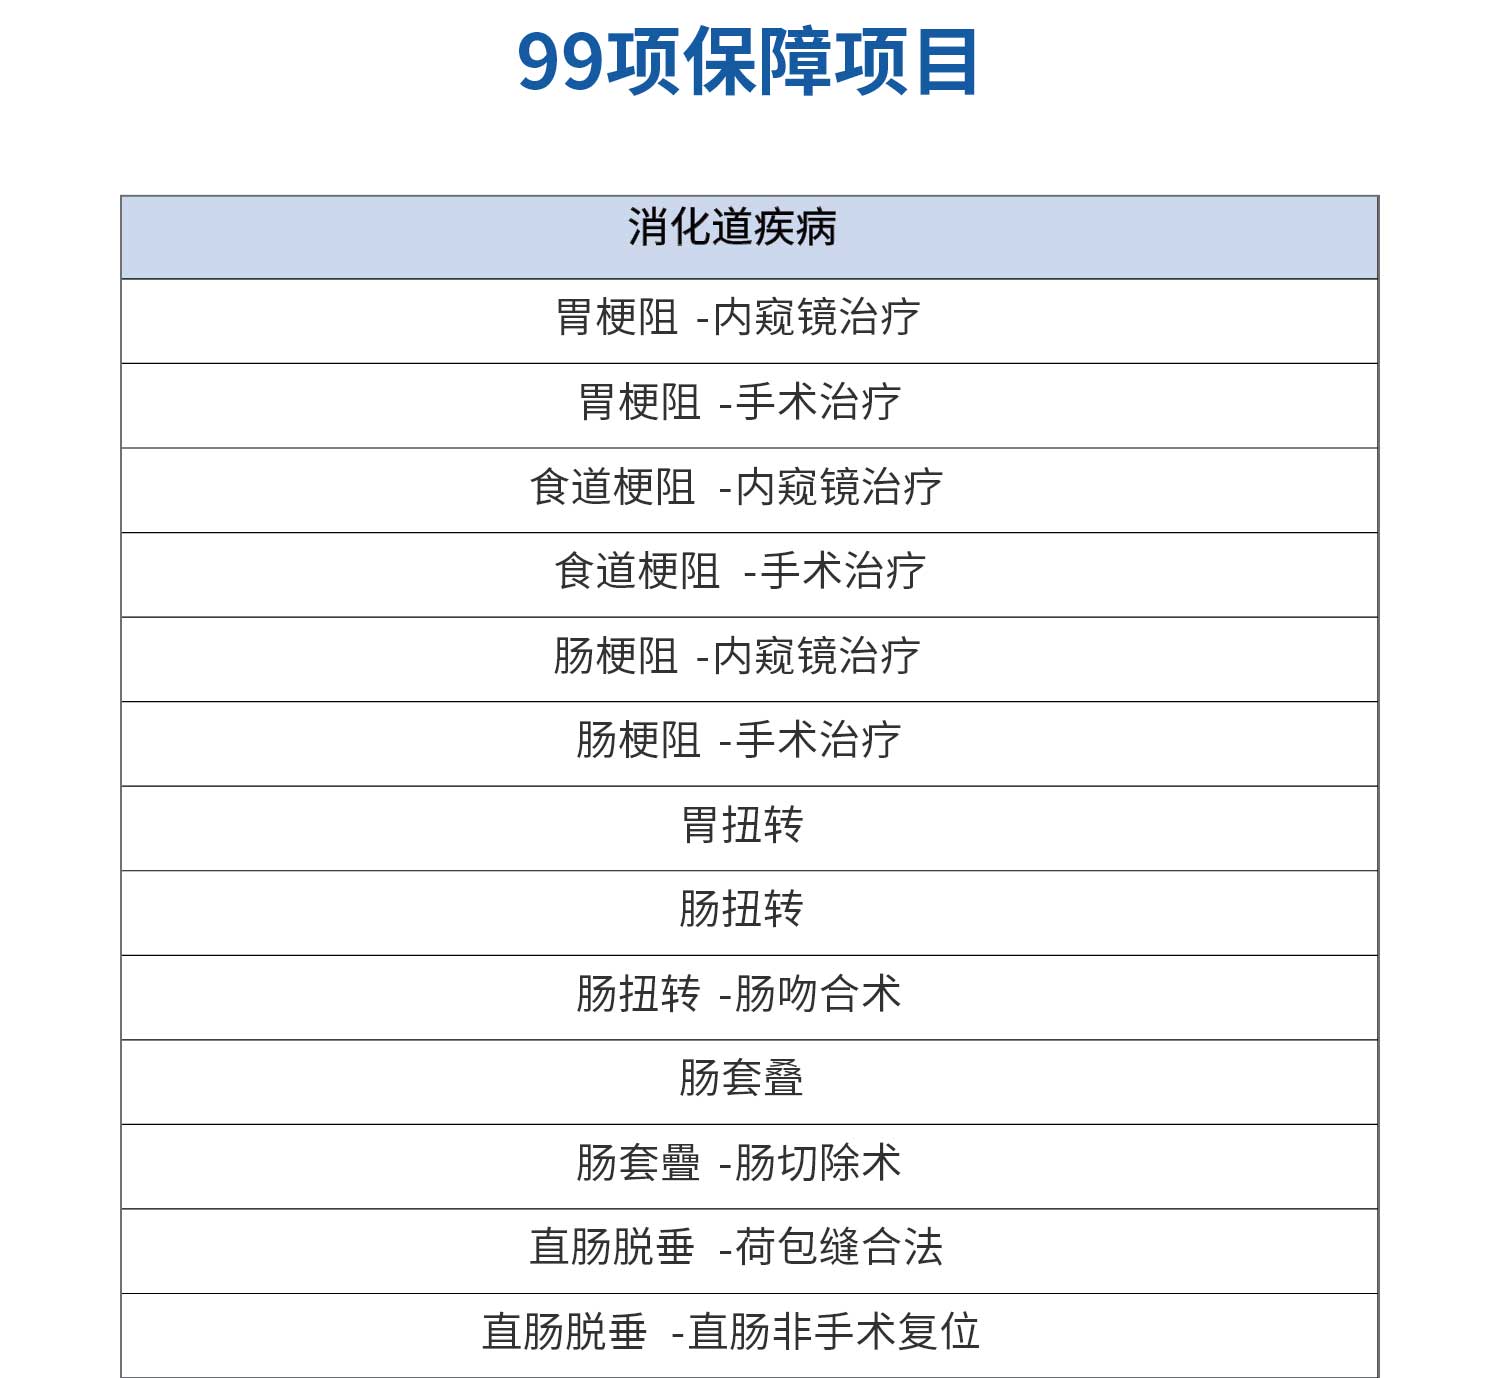 99项保障项目
消化道疾病
胃梗阻 -内窥镜治疗
胃梗阻 -手术治疗
食道梗阻 -内窥镜治疗
食道梗阻 -手术治疗
肠梗阻 -内窥镜治疗
肠梗阻 -手术治疗
胃扭转
肠扭转
肠扭转 -肠吻合术
肠套叠
肠套疊 -肠切除术
直肠脱垂 -荷包缝合法
直肠脱垂 -直肠非手术复位